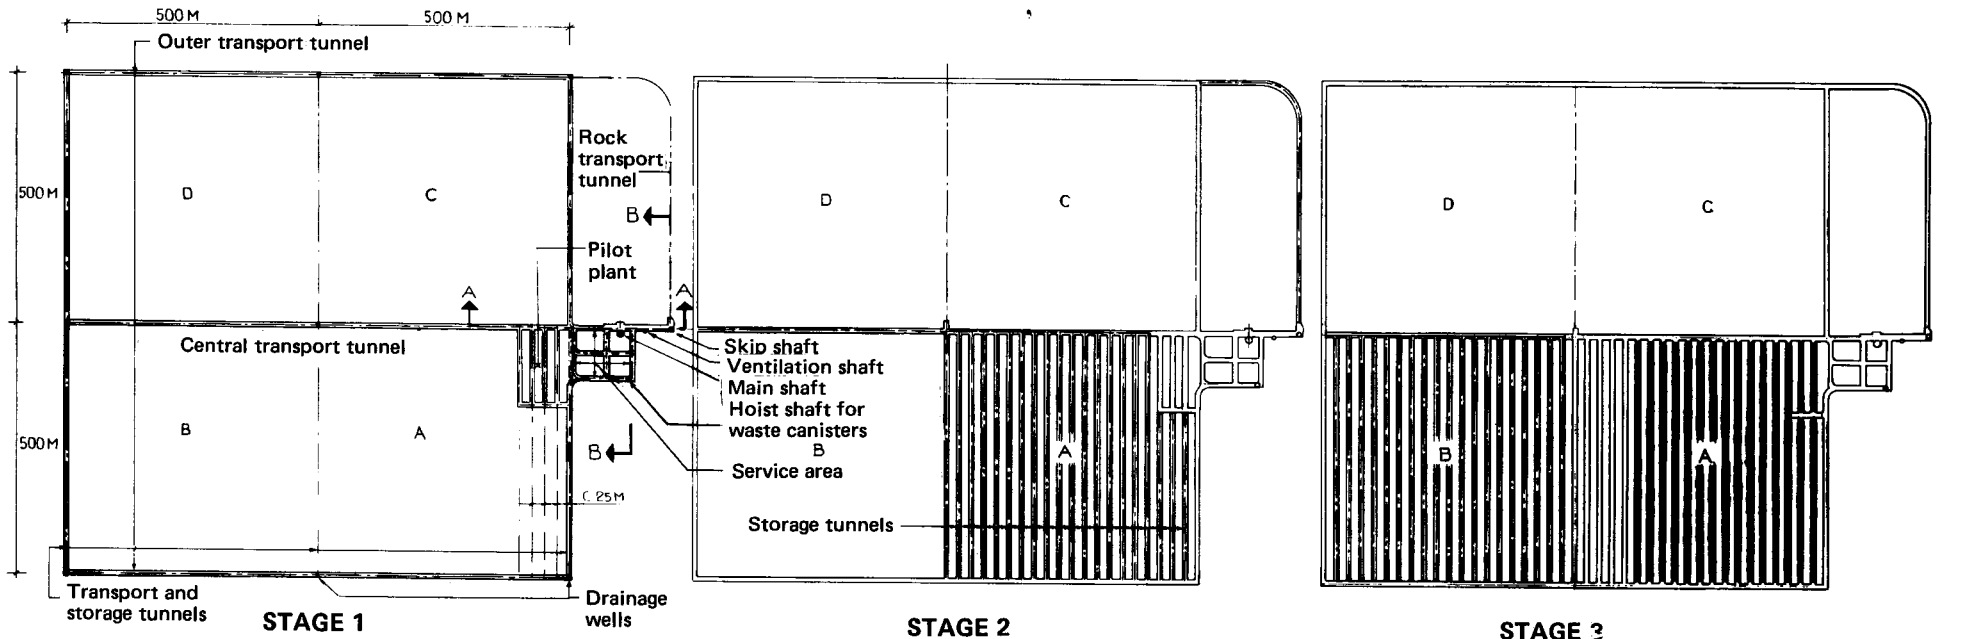 500 M
500 M
Outer transport tunnel
500 M
D
C
Rock
transport
tunnel
B
Pilot
plant
A
A
Central transport tunnel
Skip shaft
Ventilation shaft
Main shaft
Hoist shaft for
waste canisters
Service area
500 M
B
A
B
C. 25 M
Transport and
storage tunnels
Drainage
wells
STAGE 1
D
C
B
A
Storage tunnels
STAGE 2
D
C
B
A
STAGE 3